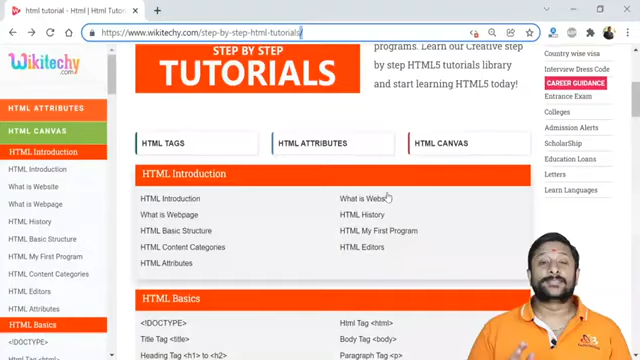 html tutorial - Html | Html Tutor
https://www.wikitechy.com/step-by-step-html-tutorials/
Wikitechy
.com
HTML ATTRIBUTES
HTML CANVAS
HTML Introduction
HTML Introduction
What is Website
What is Webpage
HTML History
HTML Basic Structure
HTML My First Program
HTML Content Categories
HTML Editors
HTML Attributes
HTML Basics
<!DOCTYPE>
Title Tag <title>
STEP BY STEP
TUTORIALS
programs. Learn our Creative step
by step HTML5 tutorials library
and start learning HTML5 today!
HTML TAGS
HTML ATTRIBUTES
HTML CANVAS
HTML Introduction
HTML Introduction
What is Website
What is Webpage
HTML History
HTML Basic Structure
HTML My First Program
HTML Content Categories
HTML Editors
HTML Attributes
HTML Basics
<!DOCTYPE>
Html Tag <html>
Title Tag <title>
Body Tag <body>
Heading Tag <h1> to <h2>
Paragraph Tag <p>
Country wise visa
Interview Dress Code
CAREER GUIDANCE
Entrance Exam
Colleges
Admission Alerts
ScholarShip
Education Loans
Letters
Learn Languages